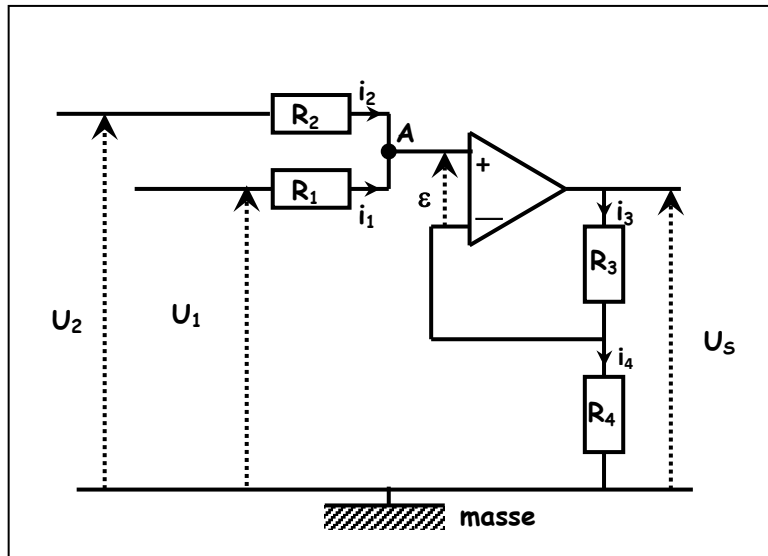 i₂
R₂
A
+
R₁
ε
i₁
—
i₃
R₃
U₂
U₁
Uₛ
i₄
R₄
masse